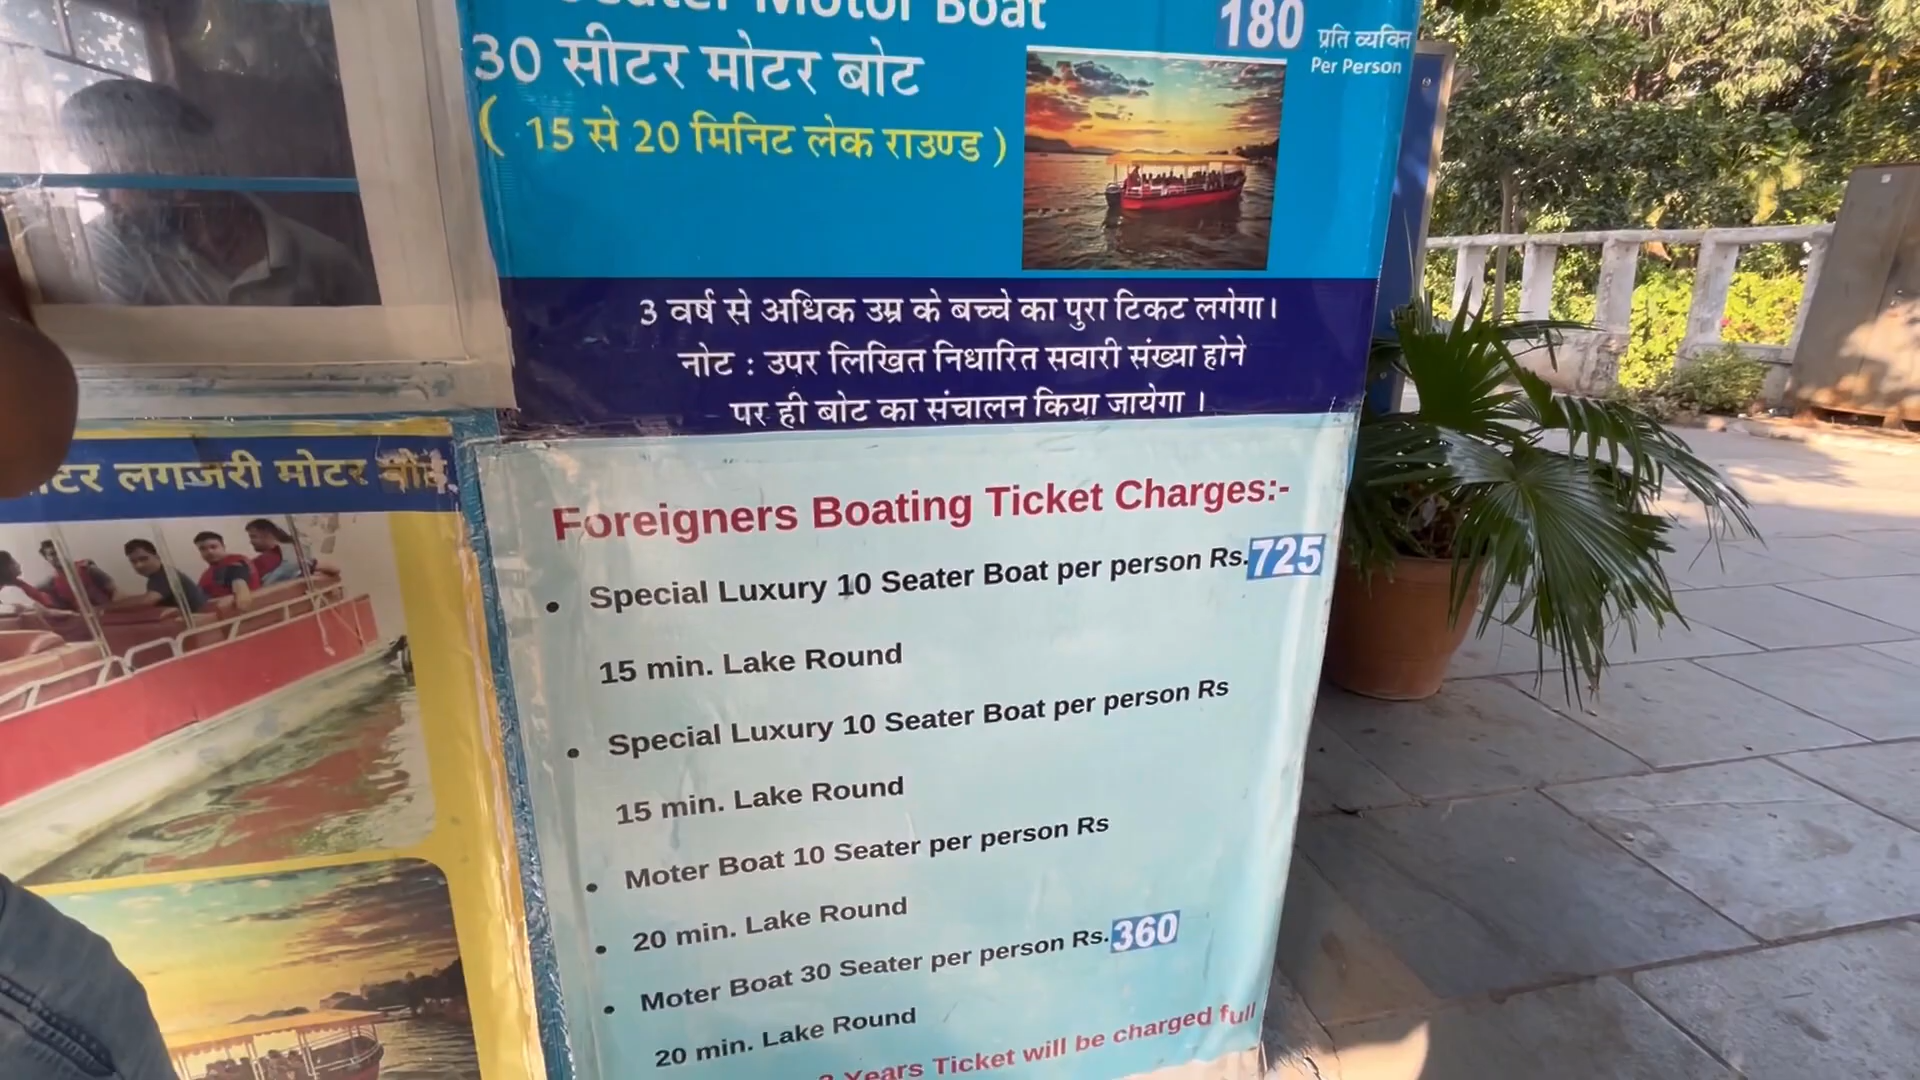 Seater Motor Boat
180 प्रति व्यक्ति
Per Person
30 सीटर मोटर बोट
( 15 से 20 मिनिट लेक राउण्ड )
3 वर्ष से अधिक उम्र के बच्चे का पुरा टिकट लगेगा।
नोट : उपर लिखित निधारित सवारी संख्या होने
पर ही बोट का संचालन किया जायेगा ।
टर लगजरी मोटर बोट
Foreigners Boating Ticket Charges:-
• Special Luxury 10 Seater Boat per person Rs.725
15 min. Lake Round
• Special Luxury 10 Seater Boat per person Rs
15 min. Lake Round
• Moter Boat 10 Seater per person Rs
• 20 min. Lake Round
• Moter Boat 30 Seater per person Rs.360
20 min. Lake Round
Years Ticket will be charged full